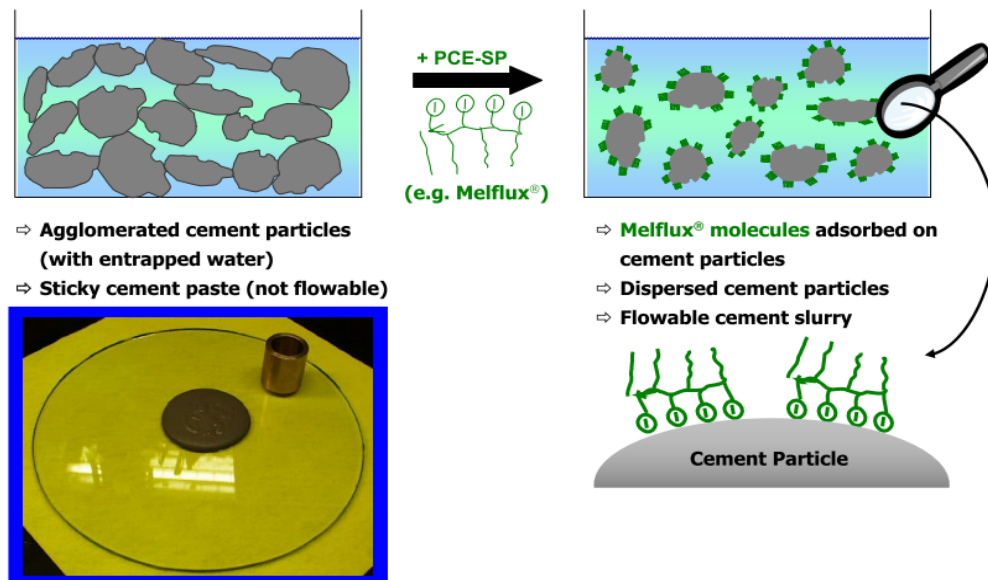 + PCE-SP
(e.g. Melflux®)
⇨ Agglomerated cement particles
(with entrapped water)
⇨ Sticky cement paste (not flowable)
⇨ Melflux® molecules adsorbed on
cement particles
⇨ Dispersed cement particles
⇨ Flowable cement slurry
Cement Particle